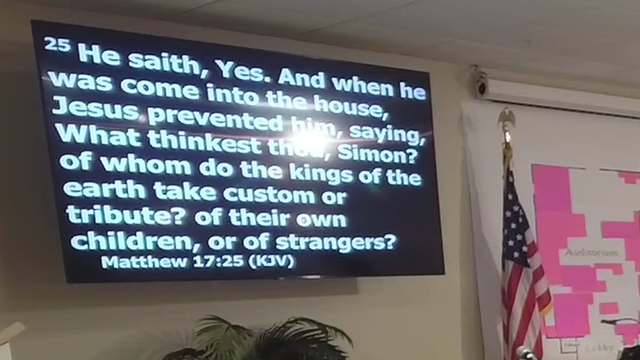 25 He saith, Yes. And when he
was come into the house,
Jesus prevented him, saying,
What thinkest thou, Simon?
of whom do the kings of the
earth take custom or
tribute? of their own
children, or of strangers?
Matthew 17:25 (KJV)
Auditorium